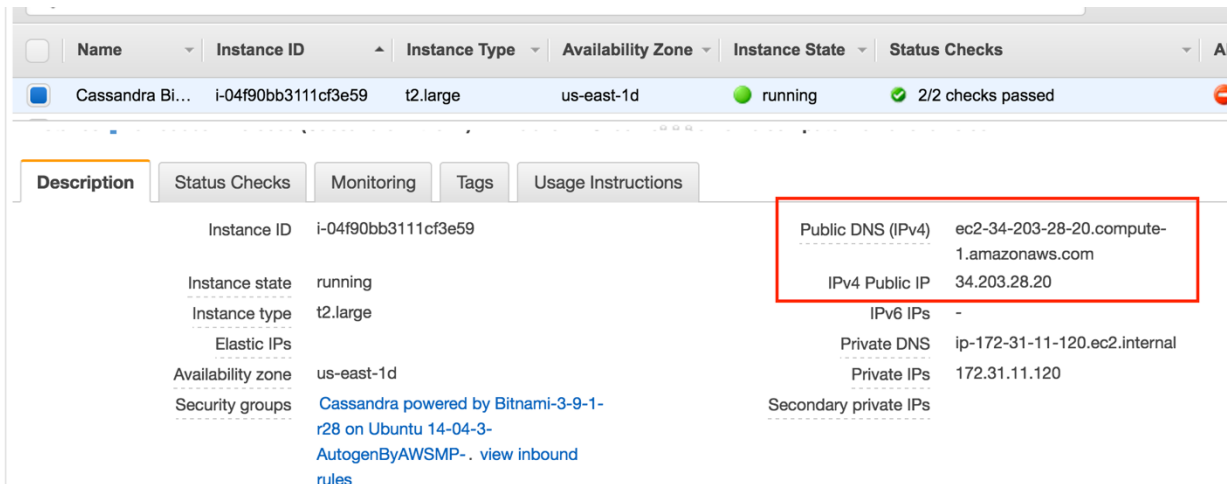 Name Instance ID Instance Type Availability Zone Instance State Status Checks
Cassandra Bi... i-04f90bb3111cf3e59 t2.large us-east-1d running 2/2 checks passed
Description Status Checks Monitoring Tags Usage Instructions
Instance ID i-04f90bb3111cf3e59
Instance state running
Instance type t2.large
Elastic IPs
Availability zone us-east-1d
Security groups Cassandra powered by Bitnami-3-9-1-
r28 on Ubuntu 14-04-3-
AutogenByAWSMP-. view inbound
rules
Public DNS (IPv4) ec2-34-203-28-20.compute-
1.amazonaws.com
IPv4 Public IP 34.203.28.20
IPv6 IPs -
Private DNS ip-172-31-11-120.ec2.internal
Private IPs 172.31.11.120
Secondary private IPs